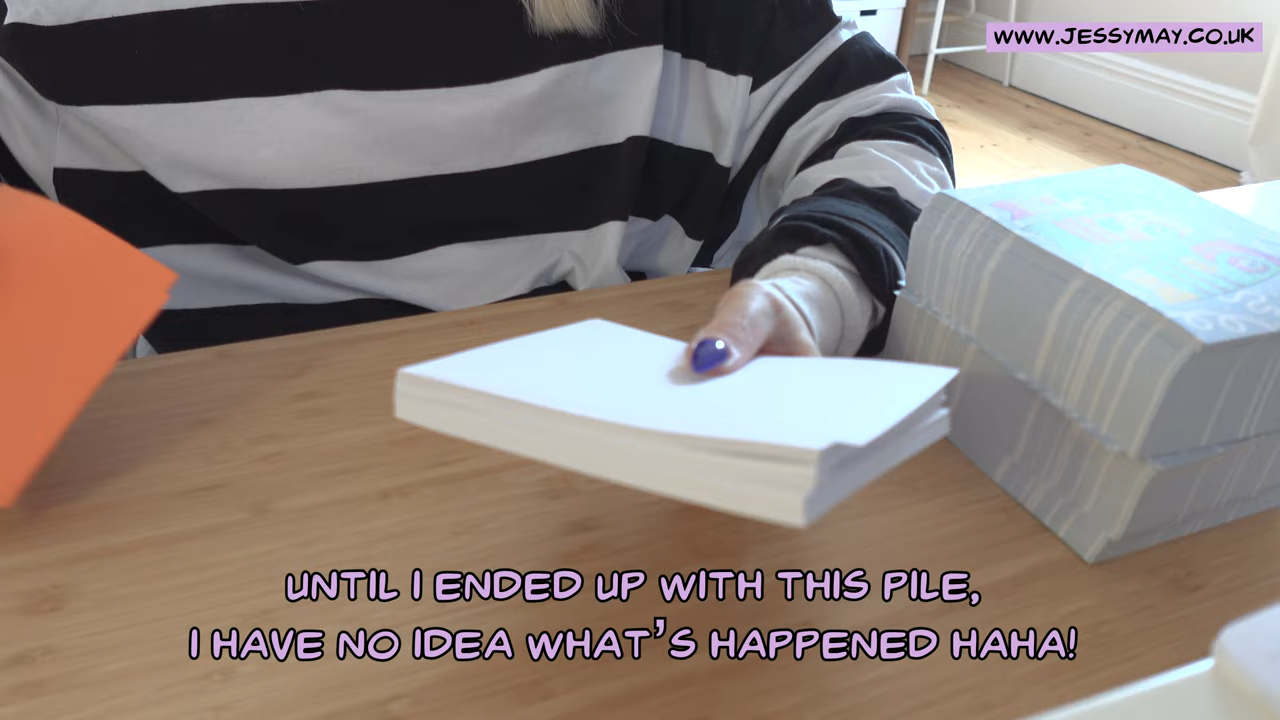 WWW.JESSYMAY.CO.UK
UNTIL I ENDED UP WITH THIS PILE,
I HAVE NO IDEA WHAT'S HAPPENED HAHA!